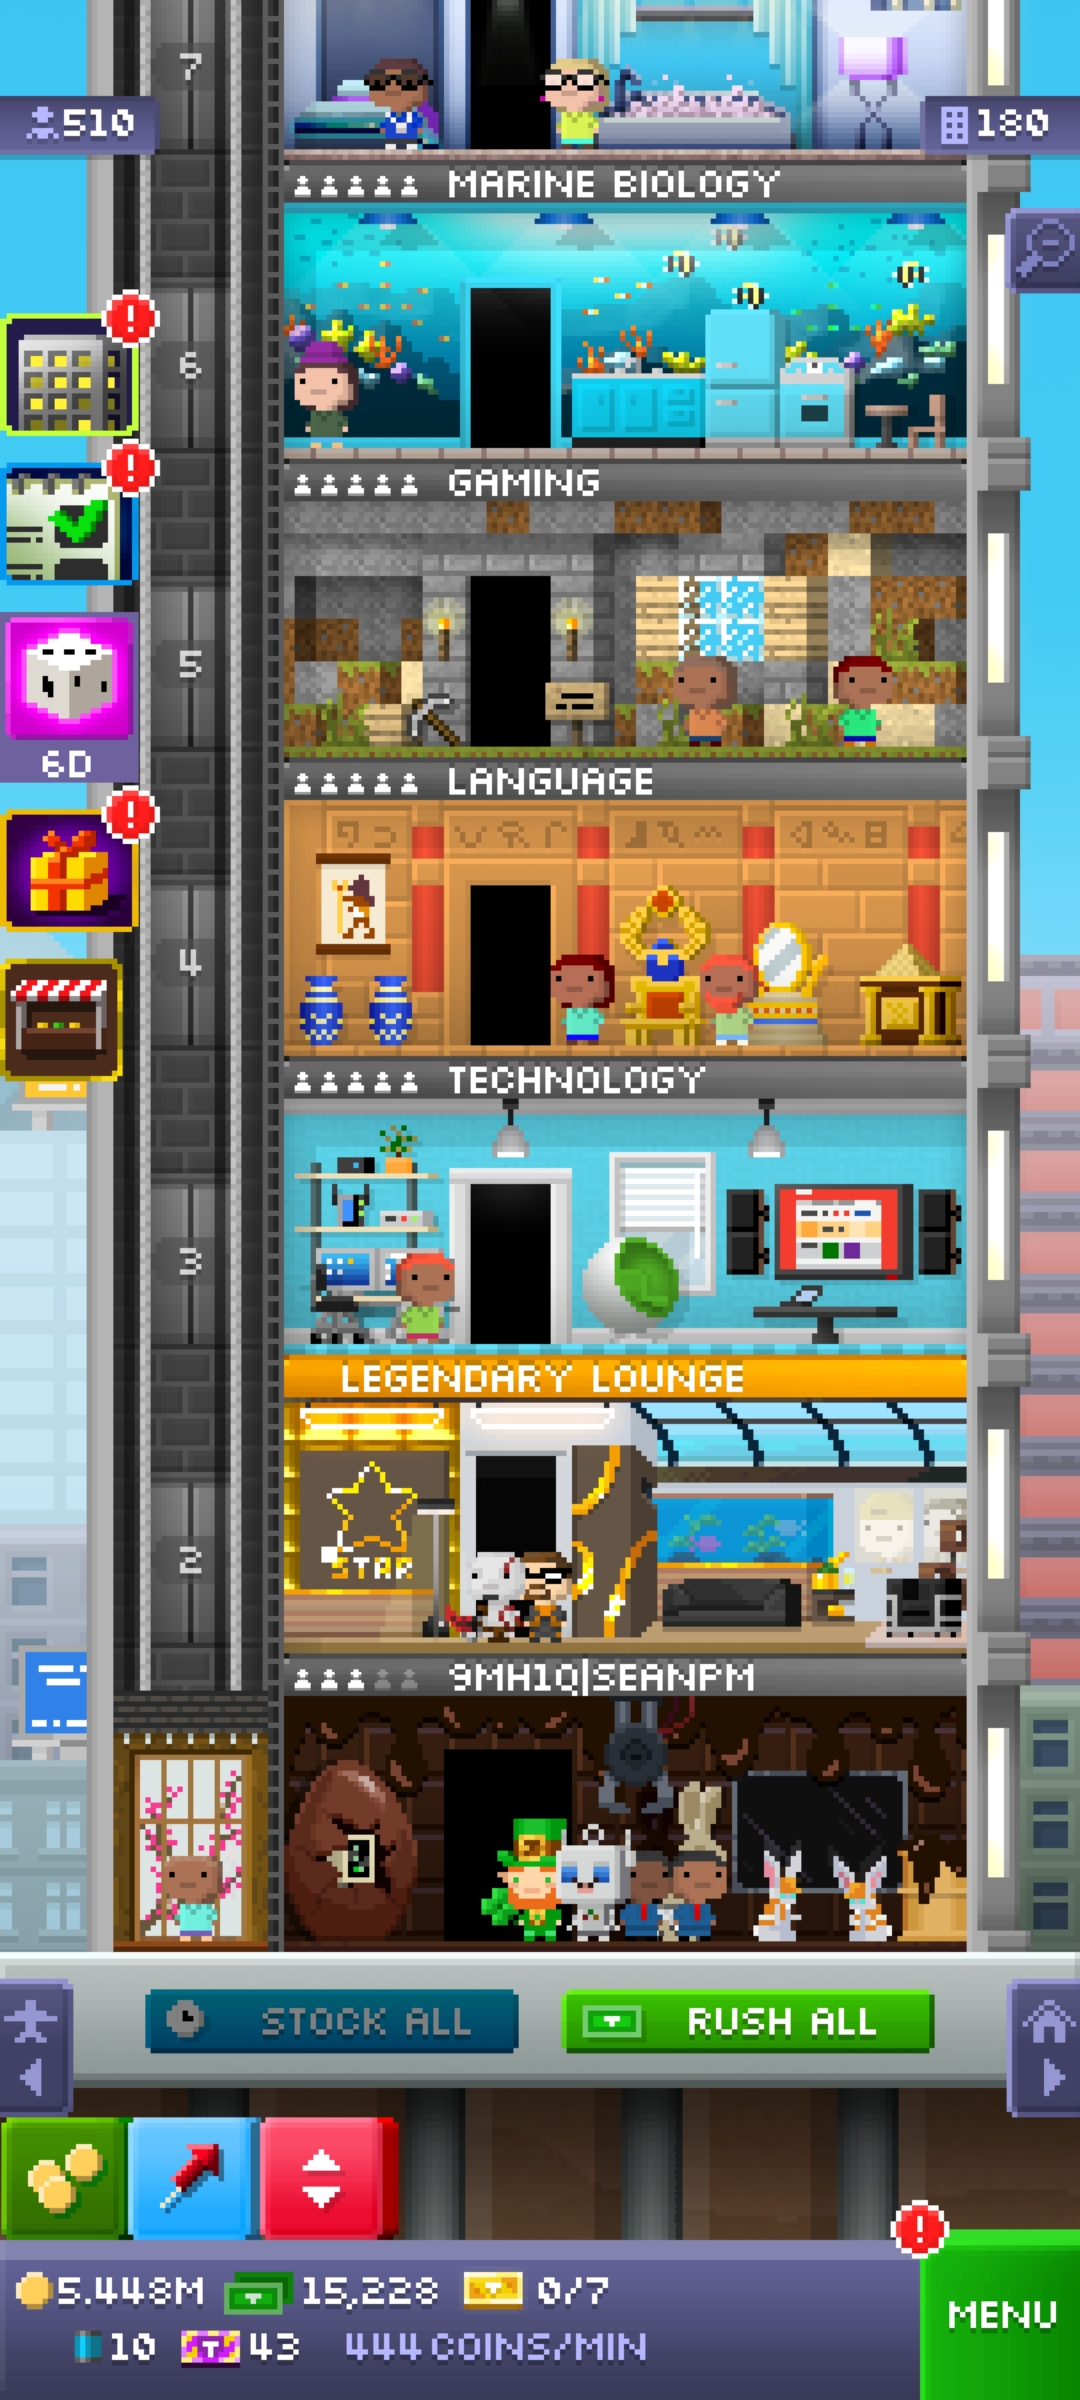 7
510
180
MARINE BIOLOGY
6
GAMING
5
6D
LANGUAGE
4
TECHNOLOGY
3
LEGENDARY LOUNGE
STAR
2
9MH1Q|SEANPM
STOCK ALL
RUSH ALL
5.448M 15,228 0/7
10 43 444 COINS/MIN
MENU